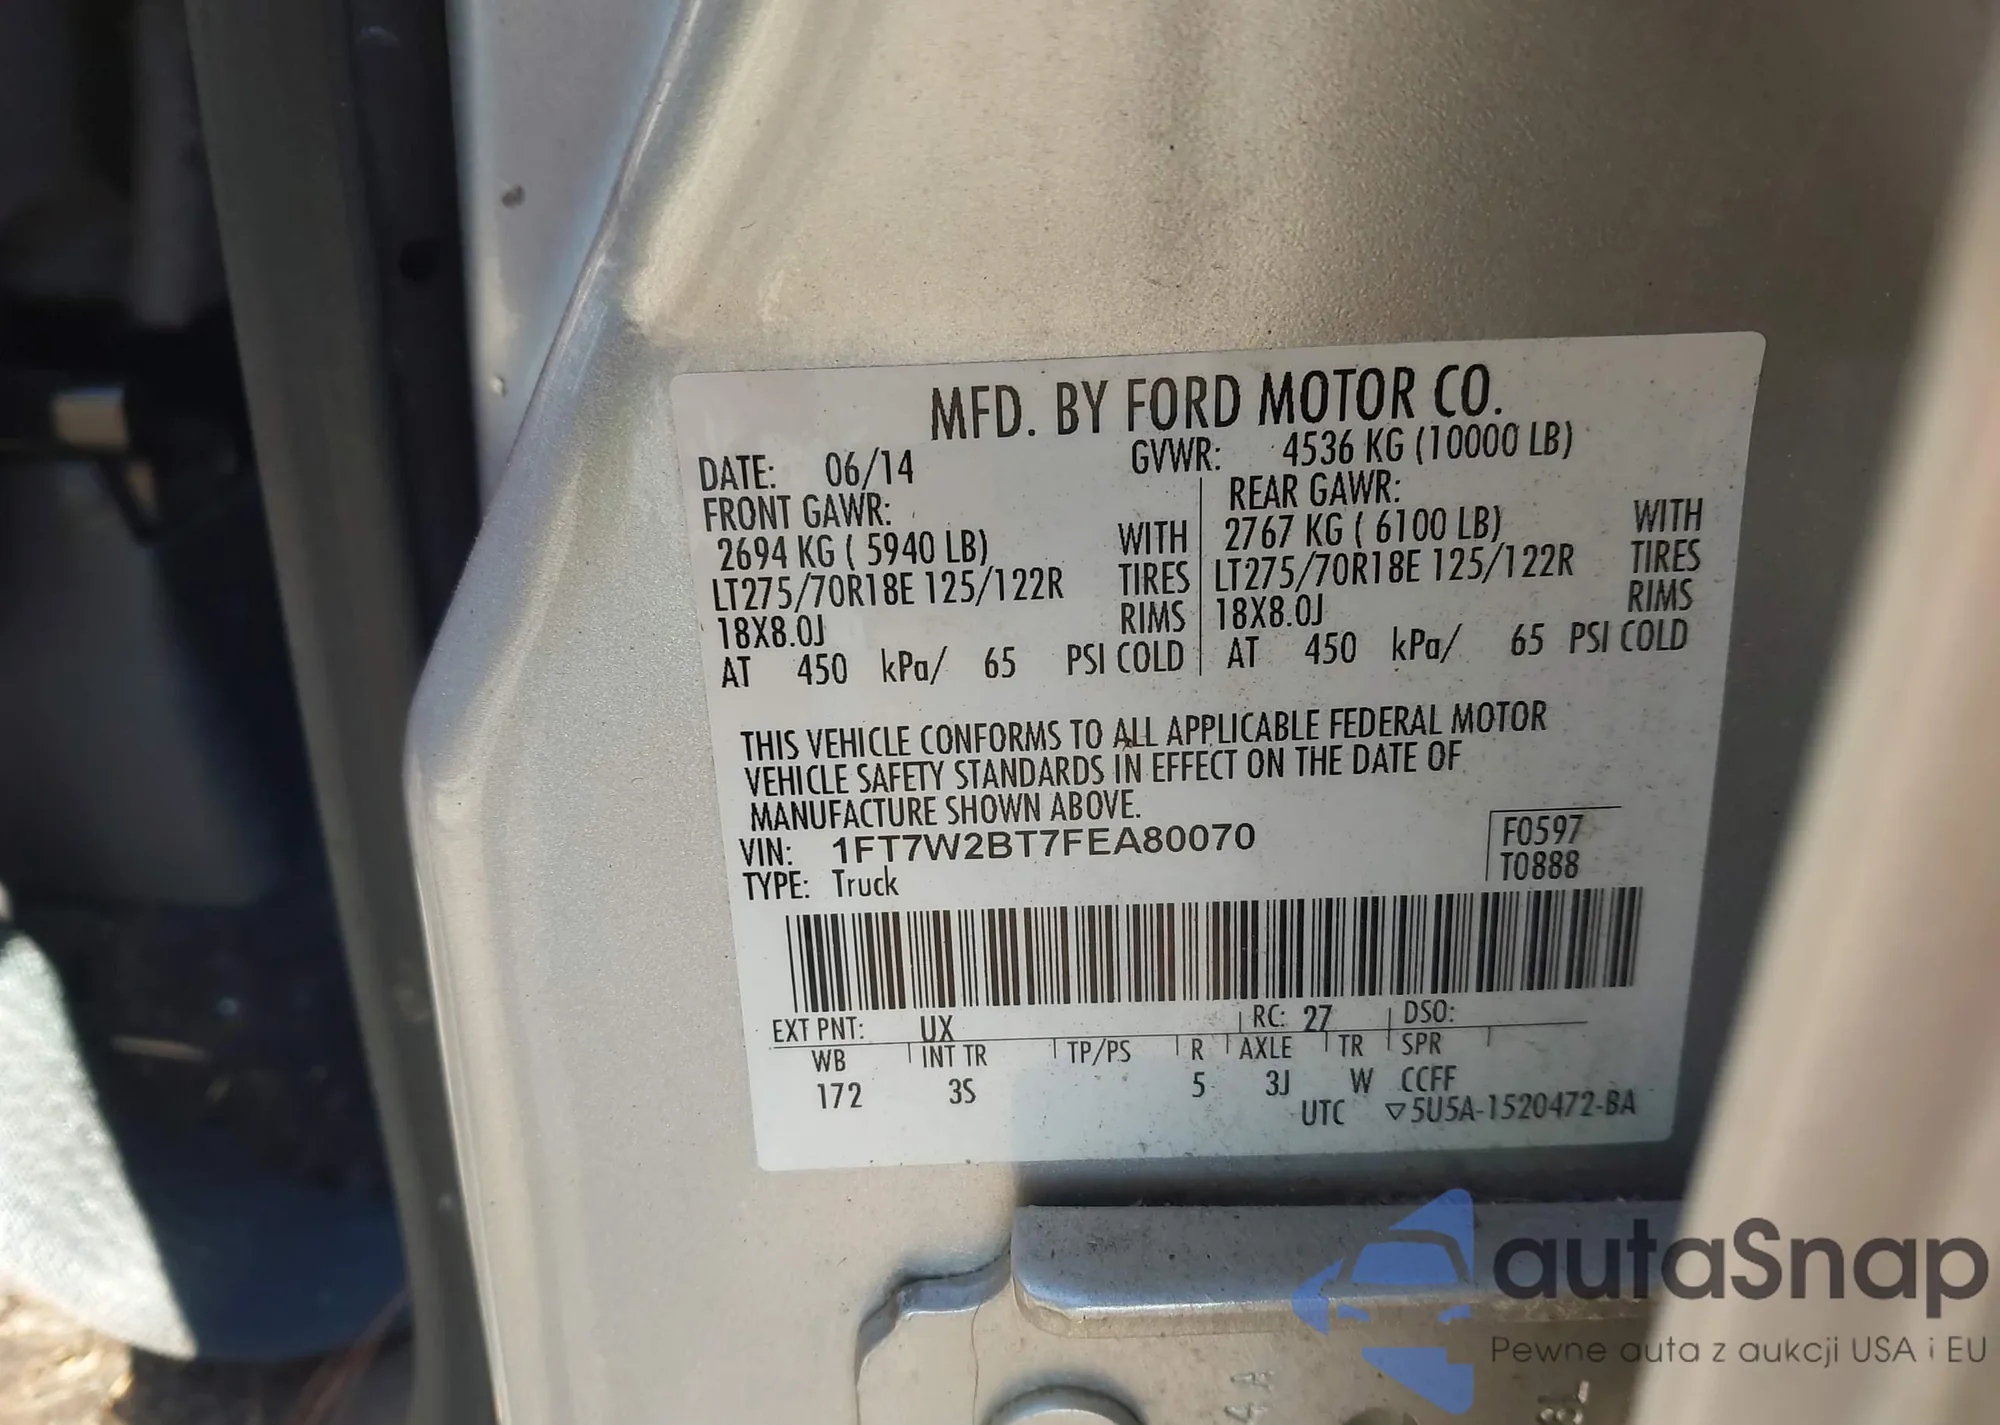 MFD. BY FORD MOTOR CO.
DATE: 06/14 GVWR: 4536 KG (10000 LB)
FRONT GAWR: REAR GAWR:
2694 KG ( 5940 LB) WITH 2767 KG ( 6100 LB) WITH
LT275/70R18E 125/122R TIRES LT275/70R18E 125/122R TIRES
18X8.0J RIMS 18X8.0J RIMS
AT 450 kPa/ 65 PSI COLD AT 450 kPa/ 65 PSI COLD
THIS VEHICLE CONFORMS TO ALL APPLICABLE FEDERAL MOTOR
VEHICLE SAFETY STANDARDS IN EFFECT ON THE DATE OF
MANUFACTURE SHOWN ABOVE.
VIN: 1FT7W2BT7FEA80070 F0597
TYPE: Truck T0888
EXT PNT: UX RC: 27 DSO:
WB INT TR TP/PS R AXLE TR SPR
172 3S 5 3J W CCFF
UTC ▽5U5A-1520472-BA
autaSnap
Pewne auta z aukcji USA i EU
4A